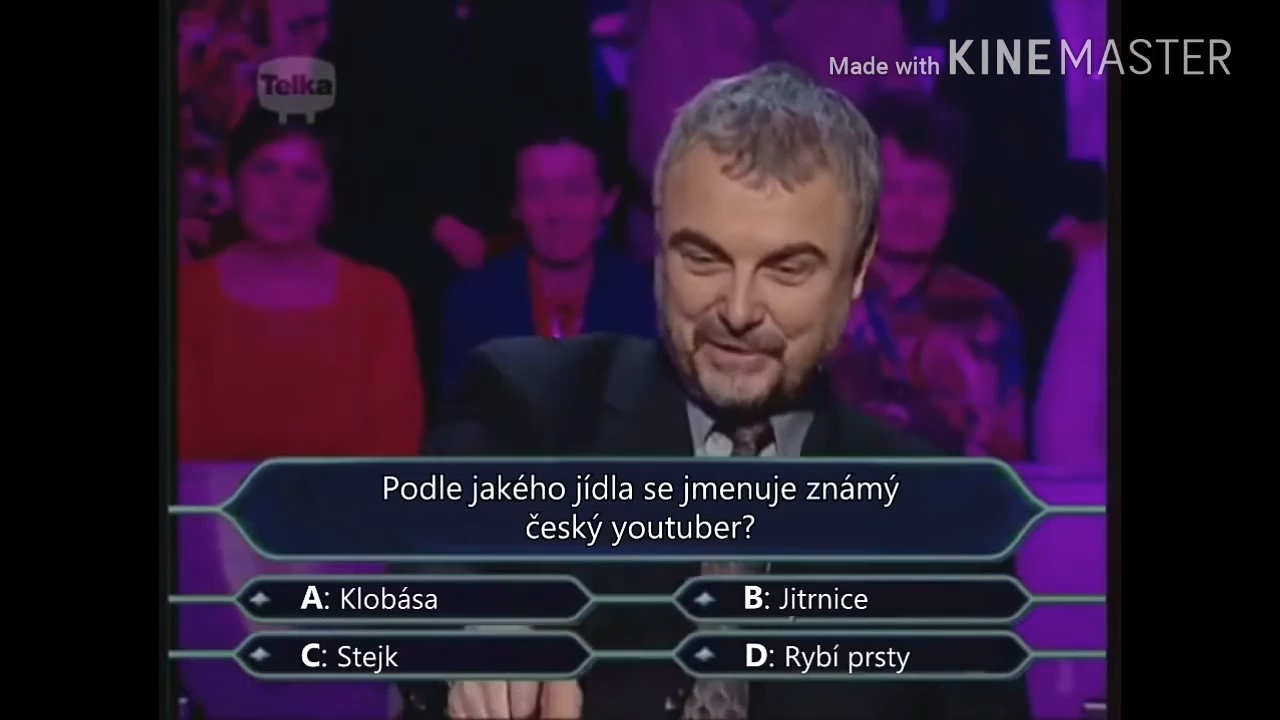 Telka
Made with KINEMASTER
Podle jakého jídla se jmenuje známý
český youtuber?
A: Klobása
B: Jitrnice
C: Stejk
D: Rybí prsty